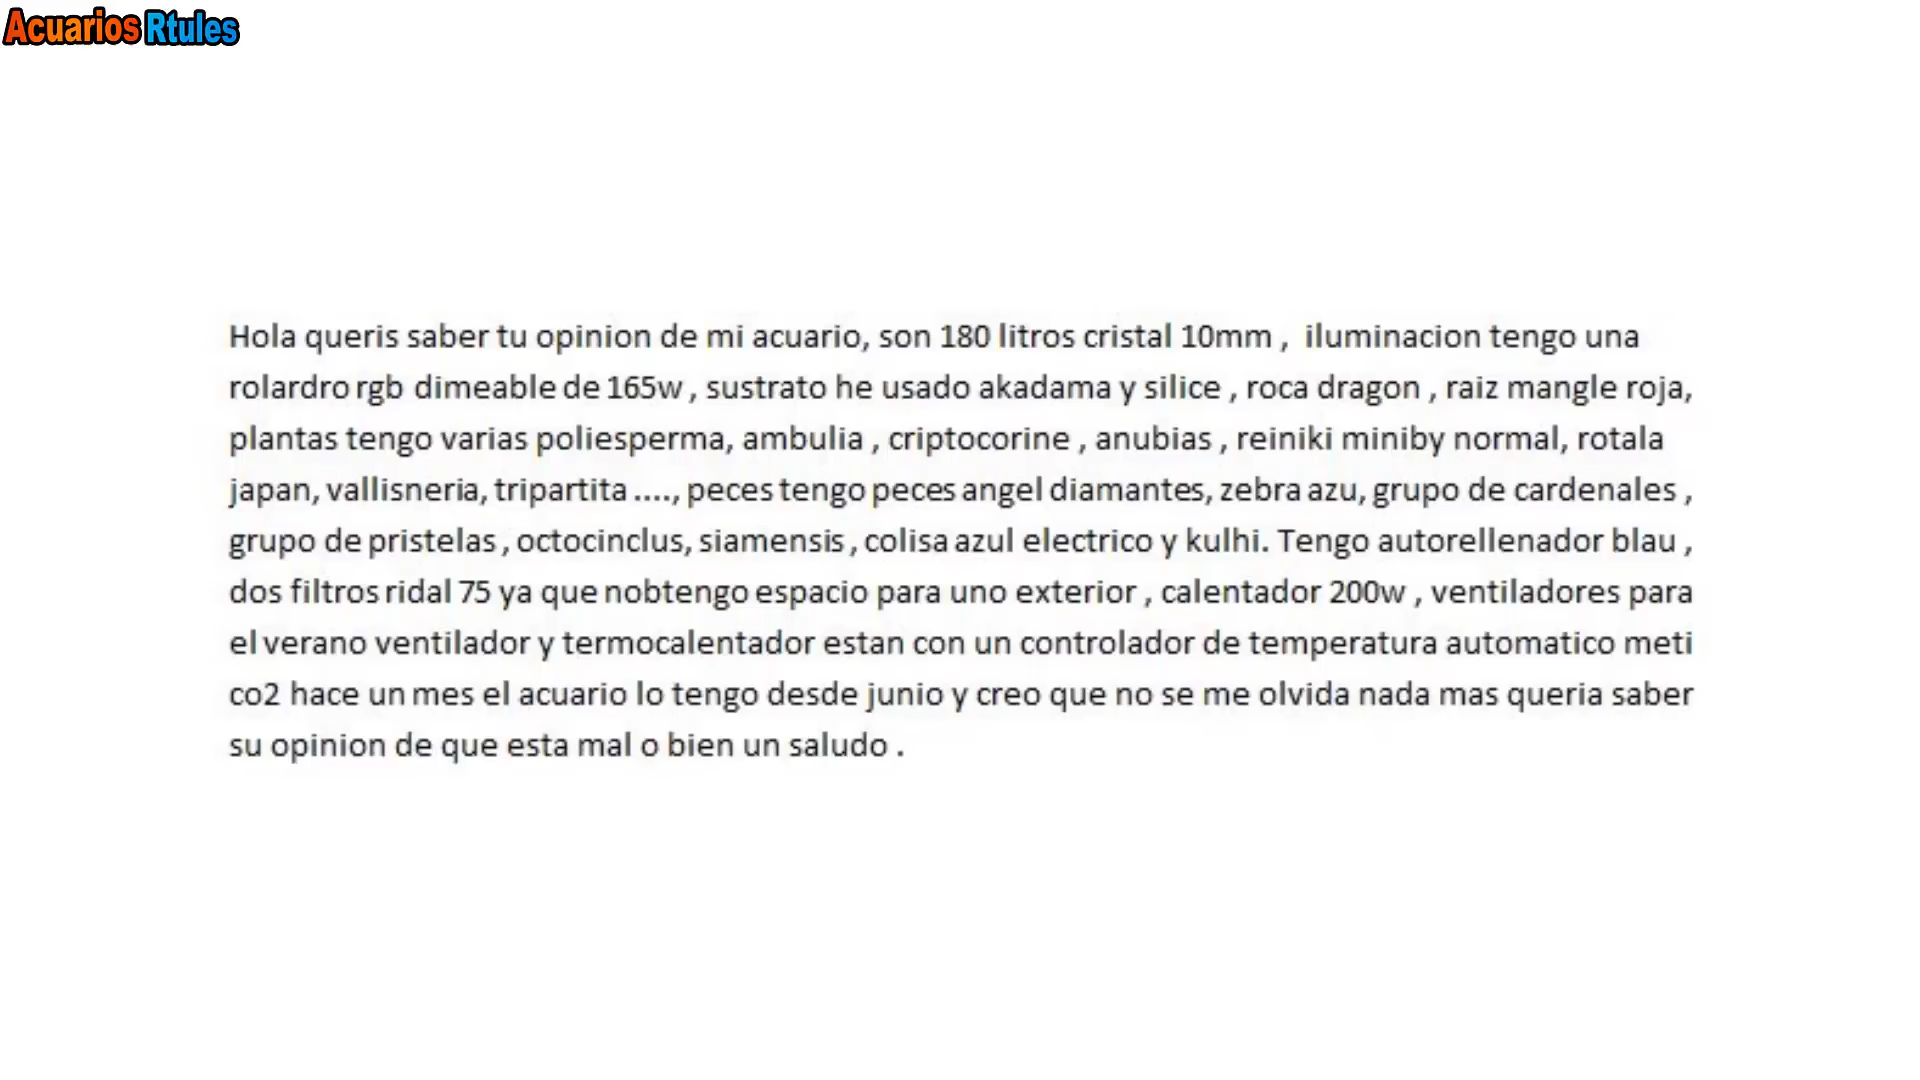 Acuarios Rtules
Hola queris saber tu opinion de mi acuario, son 180 litros cristal 10mm , iluminacion tengo una
rolardro rgb dimeable de 165w , sustrato he usado akadama y silice , roca dragon , raiz mangle roja,
plantas tengo varias poliesperma, ambulia , criptocorine , anubias , reiniki miniby normal, rotala
japan, vallisneria, tripartita ...., peces tengo peces angel diamantes, zebra azu, grupo de cardenales ,
grupo de pristelas , octocinclus, siamensis , colisa azul electrico y kulhi. Tengo autorellenador blau ,
dos filtros ridal 75 ya que nobtengo espacio para uno exterior , calentador 200w , ventiladores para
el verano ventilador y termocalentador estan con un controlador de temperatura automatico meti
co2 hace un mes el acuario lo tengo desde junio y creo que no se me olvida nada mas queria saber
su opinion de que esta mal o bien un saludo .